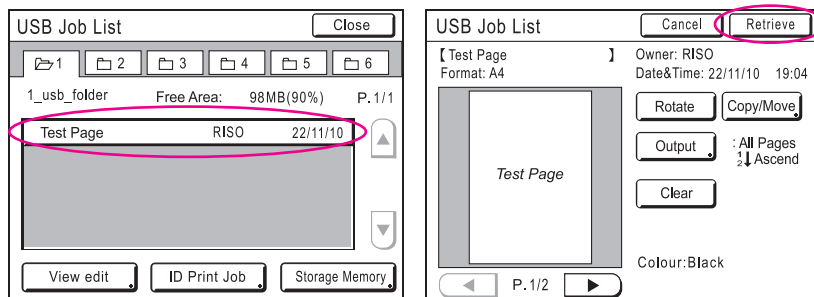 USB Job List Close
1 2 3 4 5 6
1_usb_folder Free Area: 98MB(90%) P.1/1
Test Page RISO 22/11/10
View edit ID Print Job Storage Memory
USB Job List Cancel Retrieve
【Test Page 】 Owner: RISO
Format: A4 Date&Time: 22/11/10 19:04
Rotate Copy/Move
Output : All Pages
1
2 Ascend
Test Page
Clear
Colour:Black
P.1/2